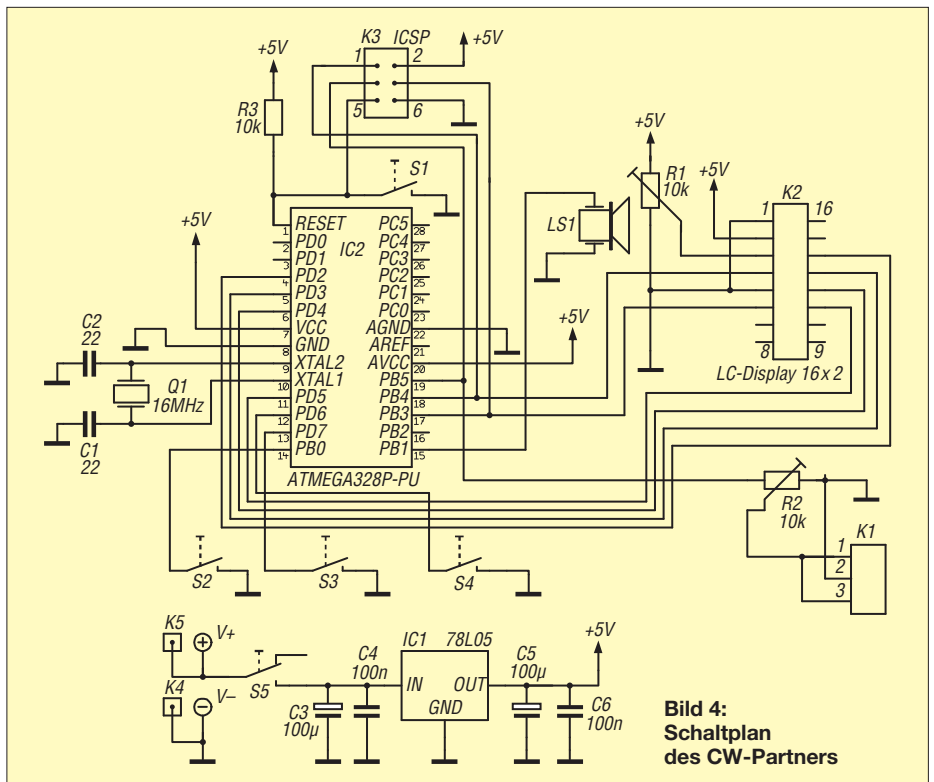 K3 ICSP
+5V
+5V
1
2
5
6
R3
10k
S1
+5V
RESET
IC2
PD0
PD1
PD2
PD3
PD4
VCC
GND
XTAL2
XTAL1
PD5
PD6
PD7
PB0
1
2
3
4
5
6
7
8
9
10
11
12
13
14
PC5
PC4
PC3
PC2
PC1
PC0
AGND
AREF
AVCC
PB5
PB4
PB3
PB2
PB1
28
27
26
25
24
23
22
21
20
19
18
17
16
15
ATMEGA328P-PU
C2
22
Q1
16MHz
C1
22
LS1
+5V
+5V
R1
10k
+5V
K2
1
16
8
9
LC-Display 16x2
R2
10k
K1
1
2
3
S2
S3
S4
K5
V+
K4
V–
S5
C3
100µ
C4
100n
IC1 78L05
IN
OUT
GND
C5
100µ
+5V
C6
100n
Bild 4:
Schaltplan
des CW-Partners